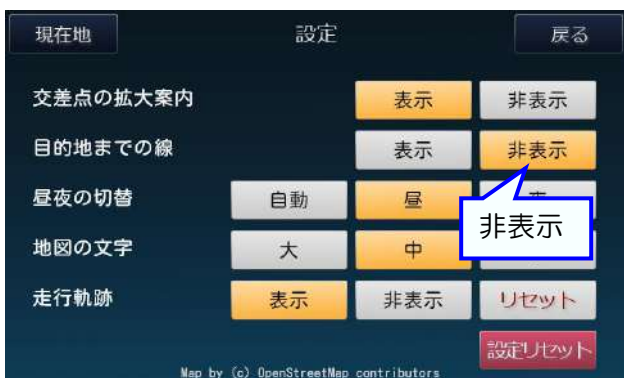 現在地 設定 戻る
交差点の拡大案内 表示 非表示
目的地までの線 表示 非表示
昼夜の切替 自動 昼
非表示
地図の文字 大 中
走行軌跡 表示 非表示 リセット
設定リセット
Map by (c) OpenStreetMap contributors